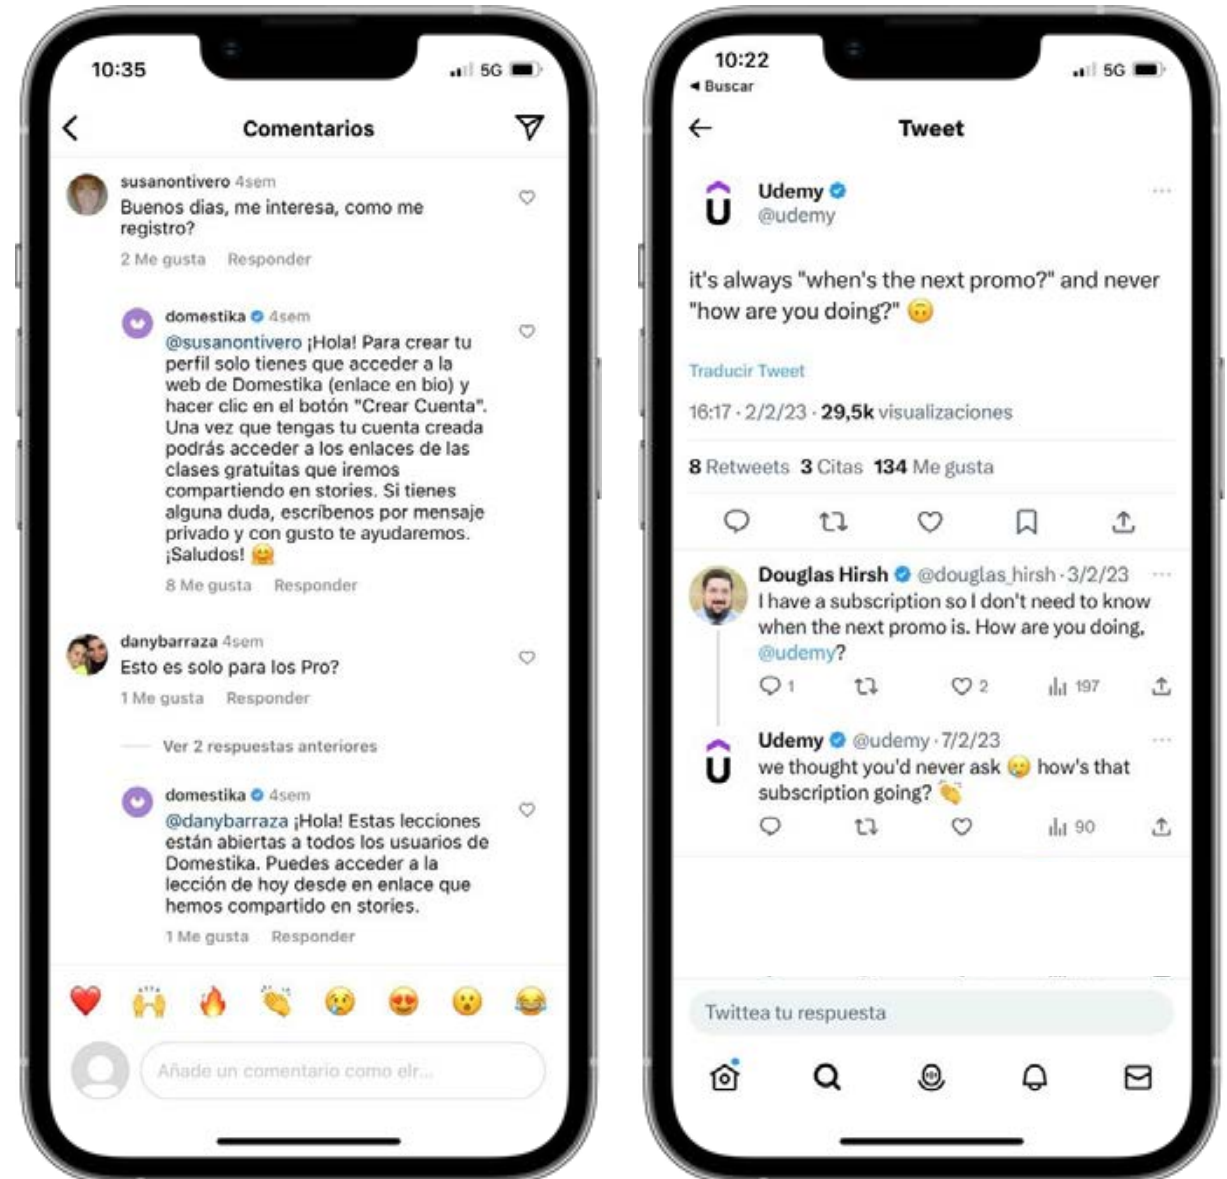 10:35
5G
Comentarios
susanontivero 4sem
Buenos dias, me interesa, como me
registro?
2 Me gusta Responder
domestika 4sem
@susanontivero ¡Hola! Para crear tu
perfil solo tienes que acceder a la
web de Domestika (enlace en bio) y
hacer clic en el botón "Crear Cuenta".
Una vez que tengas tu cuenta creada
podrás acceder a los enlaces de las
clases gratuitas que iremos
compartiendo en stories. Si tienes
alguna duda, escríbenos por mensaje
privado y con gusto te ayudaremos.
¡Saludos! 🤗
8 Me gusta Responder
danybarraza 4sem
Esto es solo para los Pro?
1 Me gusta Responder
Ver 2 respuestas anteriores
domestika 4sem
@danybarraza ¡Hola! Estas lecciones
están abiertas a todos los usuarios de
Domestika. Puedes acceder a la
lección de hoy desde en enlace que
hemos compartido en stories.
1 Me gusta Responder
Añade un comentario como elr...
10:22
5G
Buscar
Tweet
Udemy
@udemy
it's always "when's the next promo?" and never
"how are you doing?" 🙃
Traducir Tweet
16:17 · 2/2/23 · 29,5k visualizaciones
8 Retweets 3 Citas 134 Me gusta
Douglas Hirsh @douglas_hirsh · 3/2/23
I have a subscription so I don't need to know
when the next promo is. How are you doing,
@udemy?
1 2 197
Udemy @udemy · 7/2/23
we thought you'd never ask 🥲 how's that
subscription going? 👏
90
Twittea tu respuesta